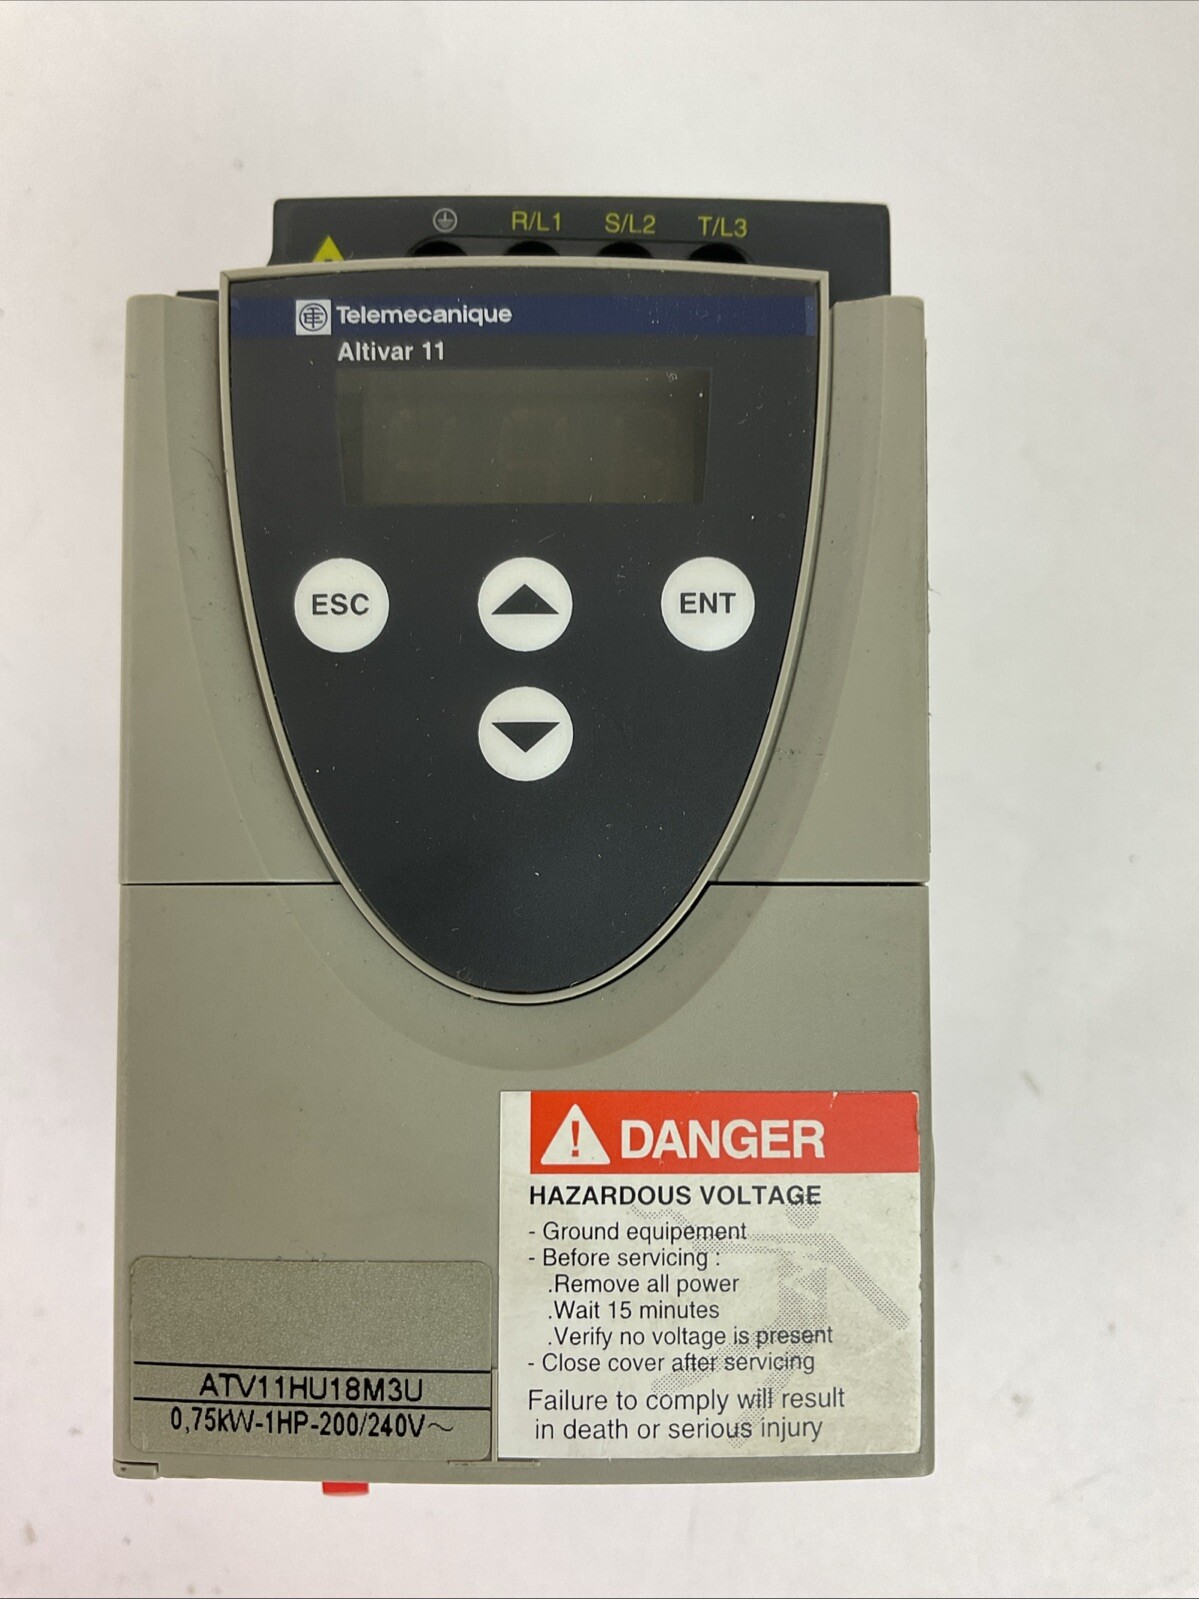 R/L1 S/L2 T/L3
Telemecanique
Altivar 11
ESC
ENT
DANGER
HAZARDOUS VOLTAGE
- Ground equipement
- Before servicing :
.Remove all power
.Wait 15 minutes
.Verify no voltage is present
- Close cover after servicing
Failure to comply will result
in death or serious injury
ATV11HU18M3U
0,75kW-1HP-200/240V~